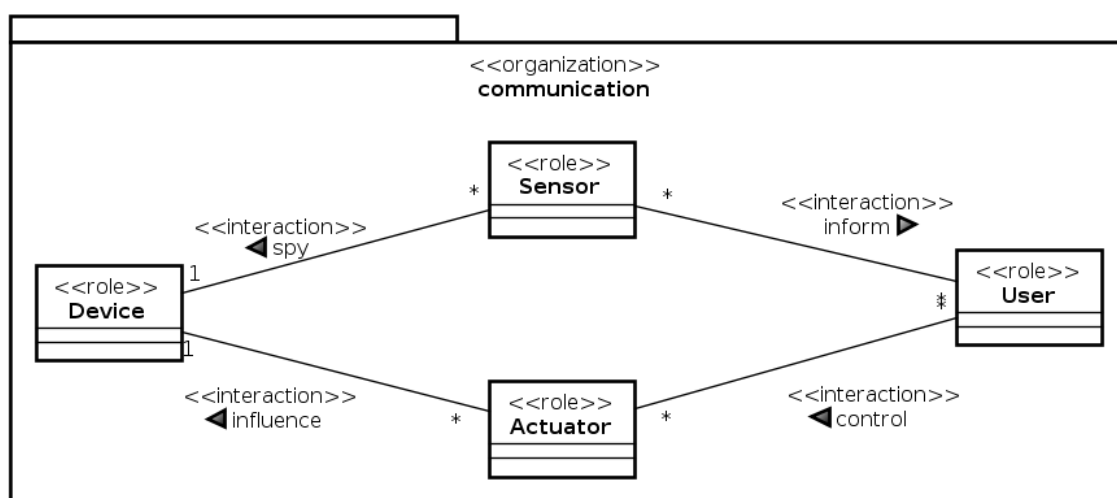 <<organization>>
communication
<<role>>
Sensor
*
*
<<interaction>>
spy
<<interaction>>
inform
1
<<role>>
Device
<<role>>
User
*
*
1
<<interaction>>
influence
*
<<role>>
Actuator
*
<<interaction>>
control